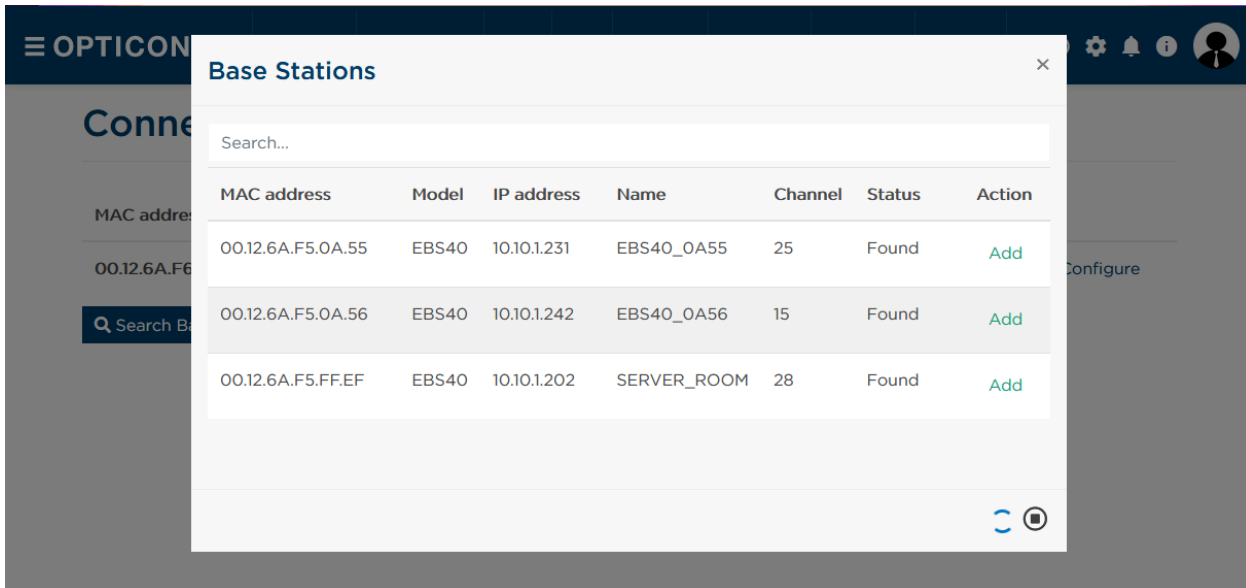 OPTICON
Base Stations
×
Conne
Search...
MAC address Model IP address Name Channel Status Action
MAC addres
00.12.6A.F5.0A.55 EBS40 10.10.1.231 EBS40_0A55 25 Found Add
00.12.6A.F6
Configure
00.12.6A.F5.0A.56 EBS40 10.10.1.242 EBS40_0A56 15 Found Add
Search Ba
00.12.6A.F5.FF.EF EBS40 10.10.1.202 SERVER_ROOM 28 Found Add